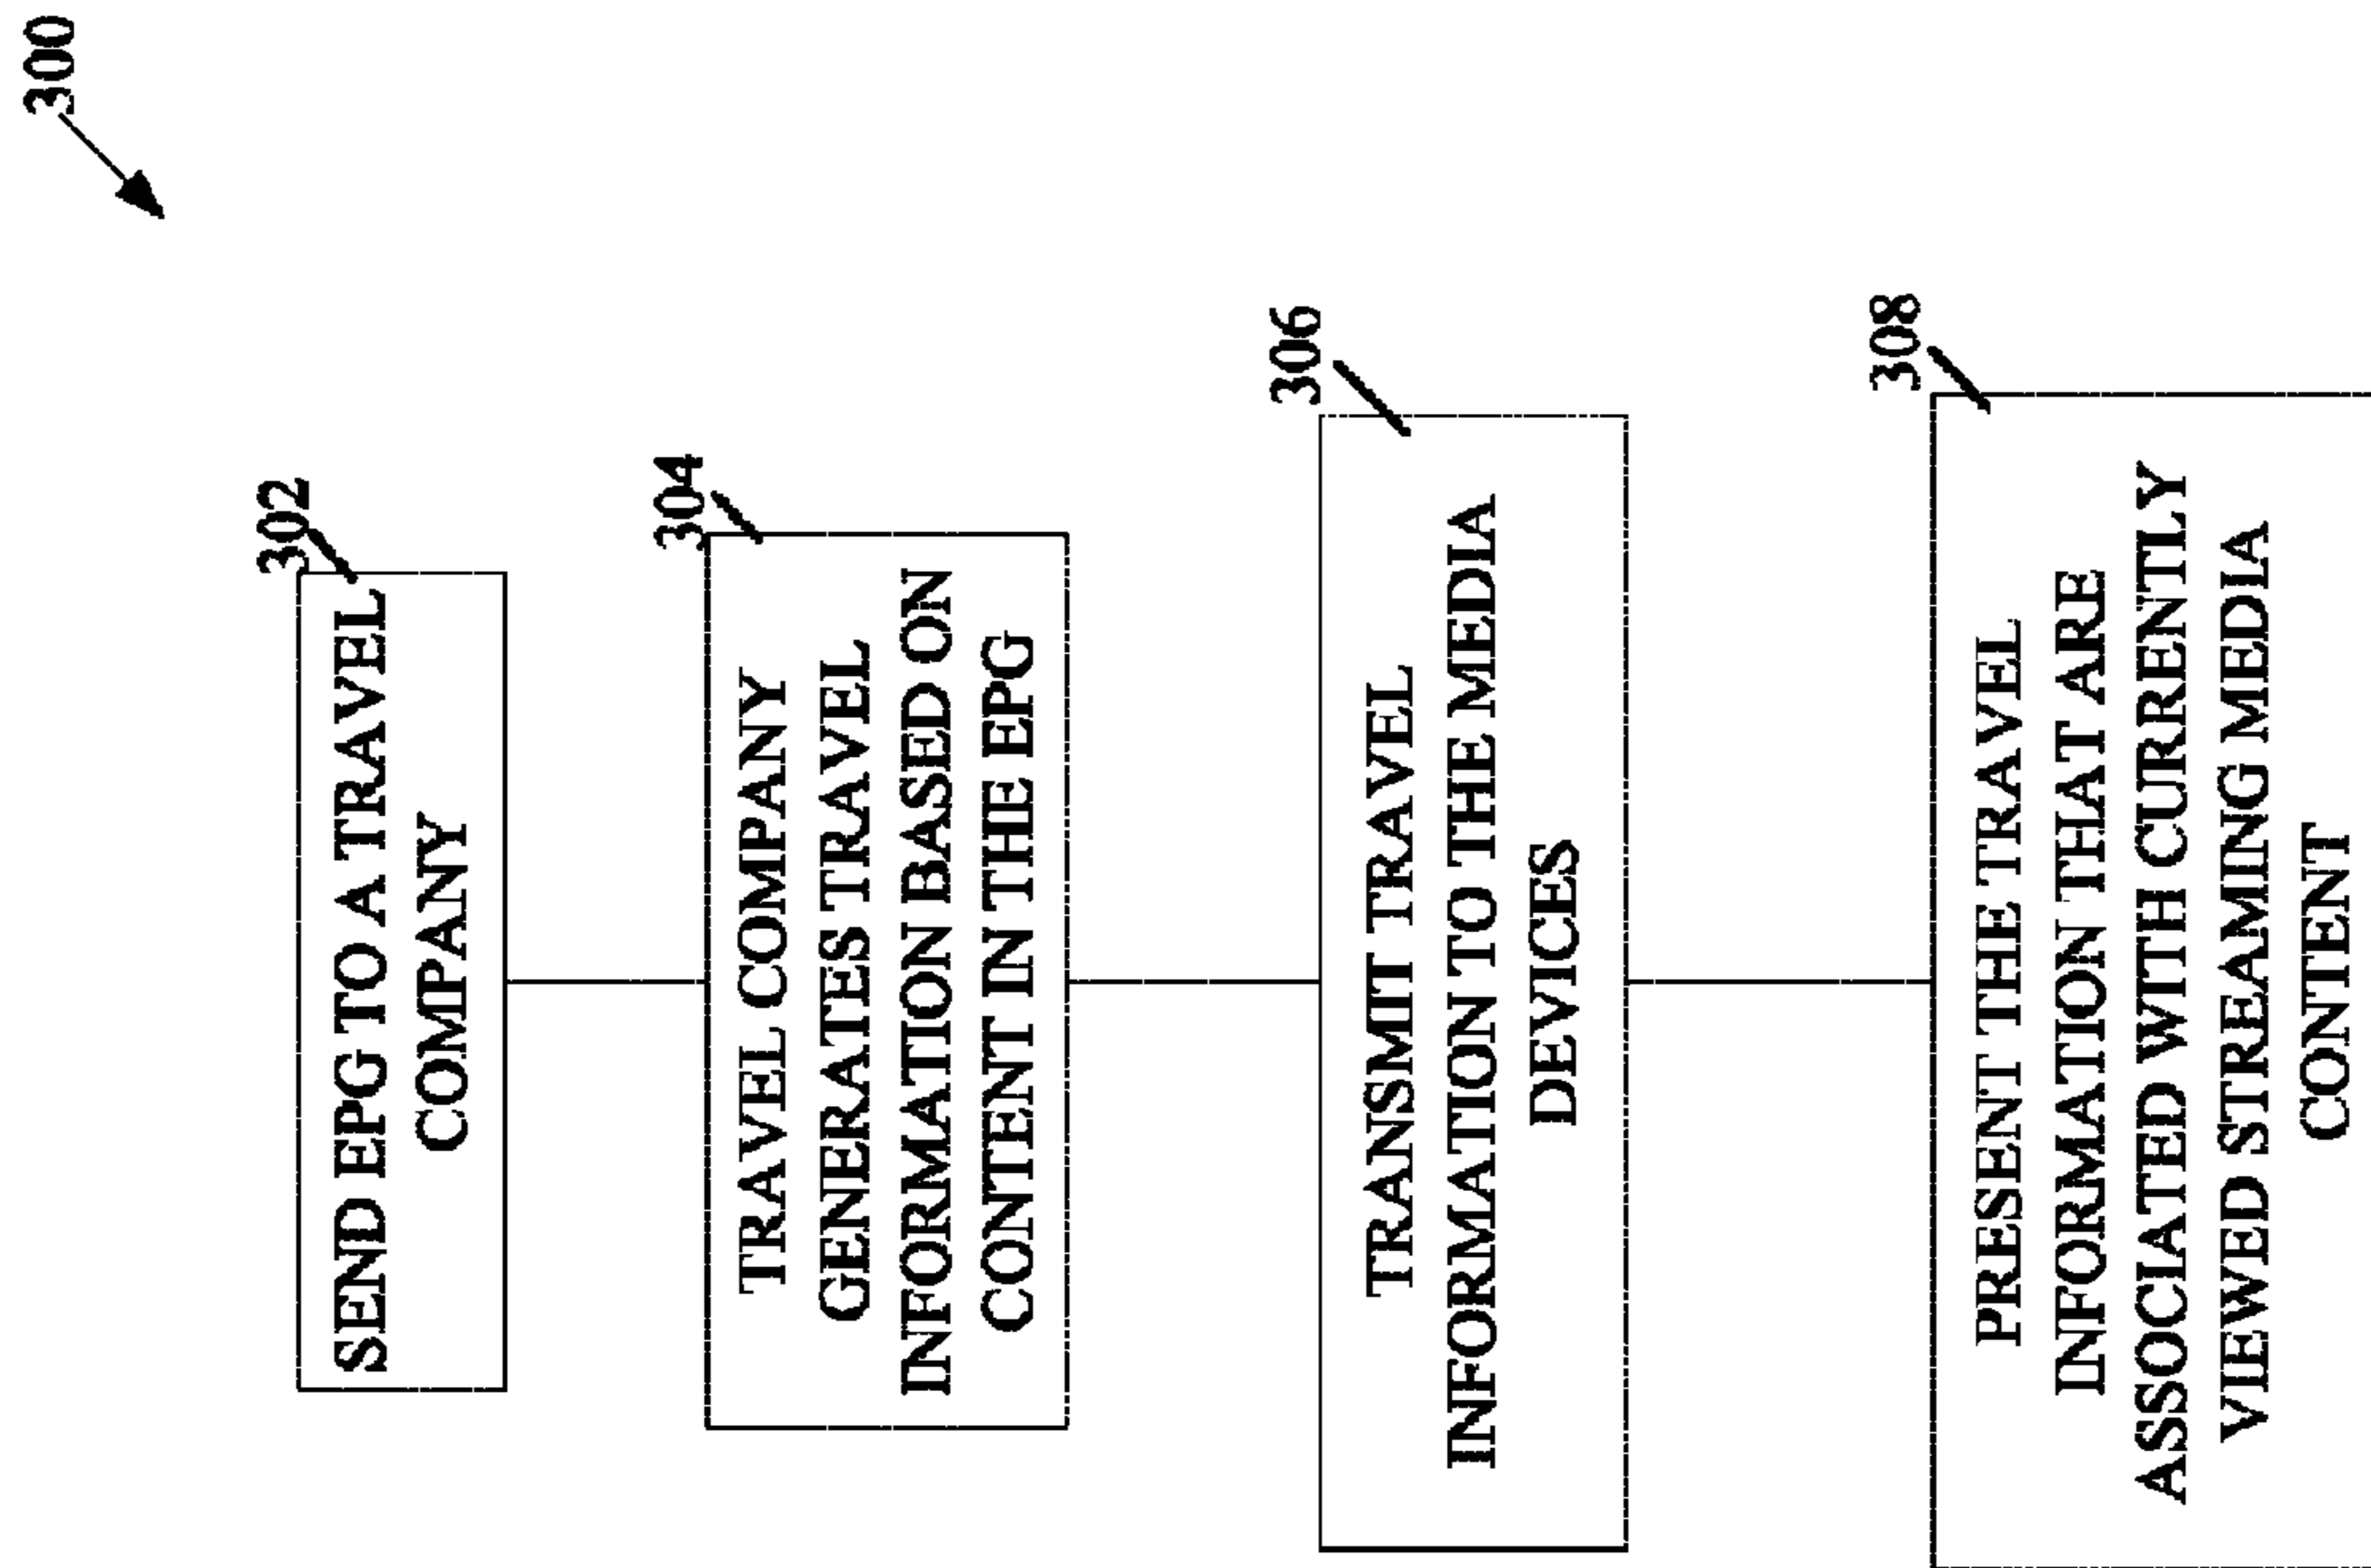 300
302
SEND EPG TO A TRAVEL
COMPANY
304
TRAVEL COMPANY
GENERATES TRAVEL
INFORMATION BASED ON
CONTENT IN THE EPG
306
TRANSMIT TRAVEL
INFORMATION TO THE MEDIA
DEVICES
308
PRESENT THE TRAVEL
INFORMATION THAT ARE
ASSOCIATED WITH CURRENTLY
VIEWED STREAMING MEDIA
CONTENT